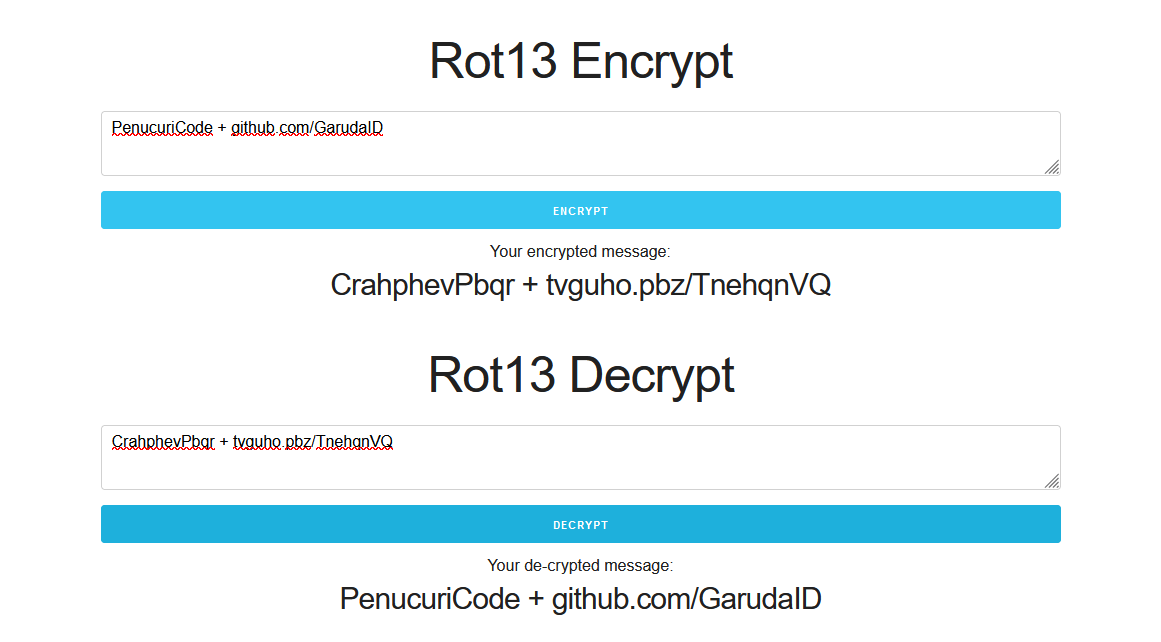 Rot13 Encrypt
PenucuriCode + github.com/GarudaID
ENCRYPT
Your encrypted message:
CrahphevPbqr + tvguho.pbz/TnehqnVQ
Rot13 Decrypt
CrahphevPbqr + tvguho.pbz/TnehqnVQ
DECRYPT
Your de-crypted message:
PenucuriCode + github.com/GarudaID